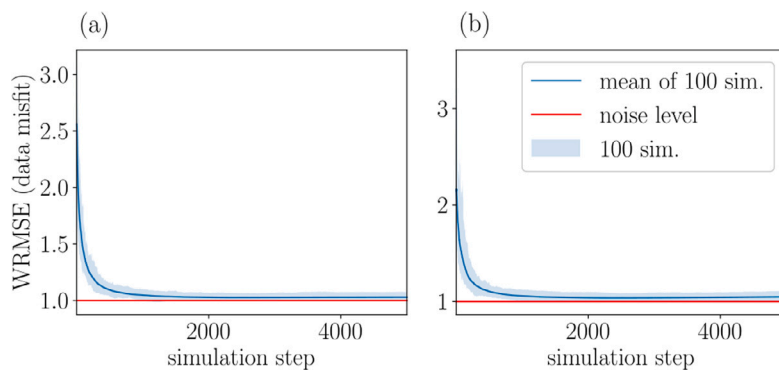 (a)
WRMSE (data misfit)
3.0
2.5
2.0
1.5
1.0
2000
4000
simulation step
(b)
mean of 100 sim.
noise level
100 sim.
3
2
1
2000
4000
simulation step